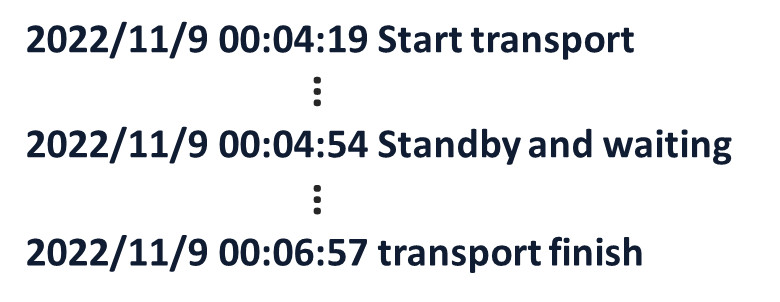 2022/11/9 00:04:19 Start transport
⋮
2022/11/9 00:04:54 Standby and waiting
⋮
2022/11/9 00:06:57 transport finish